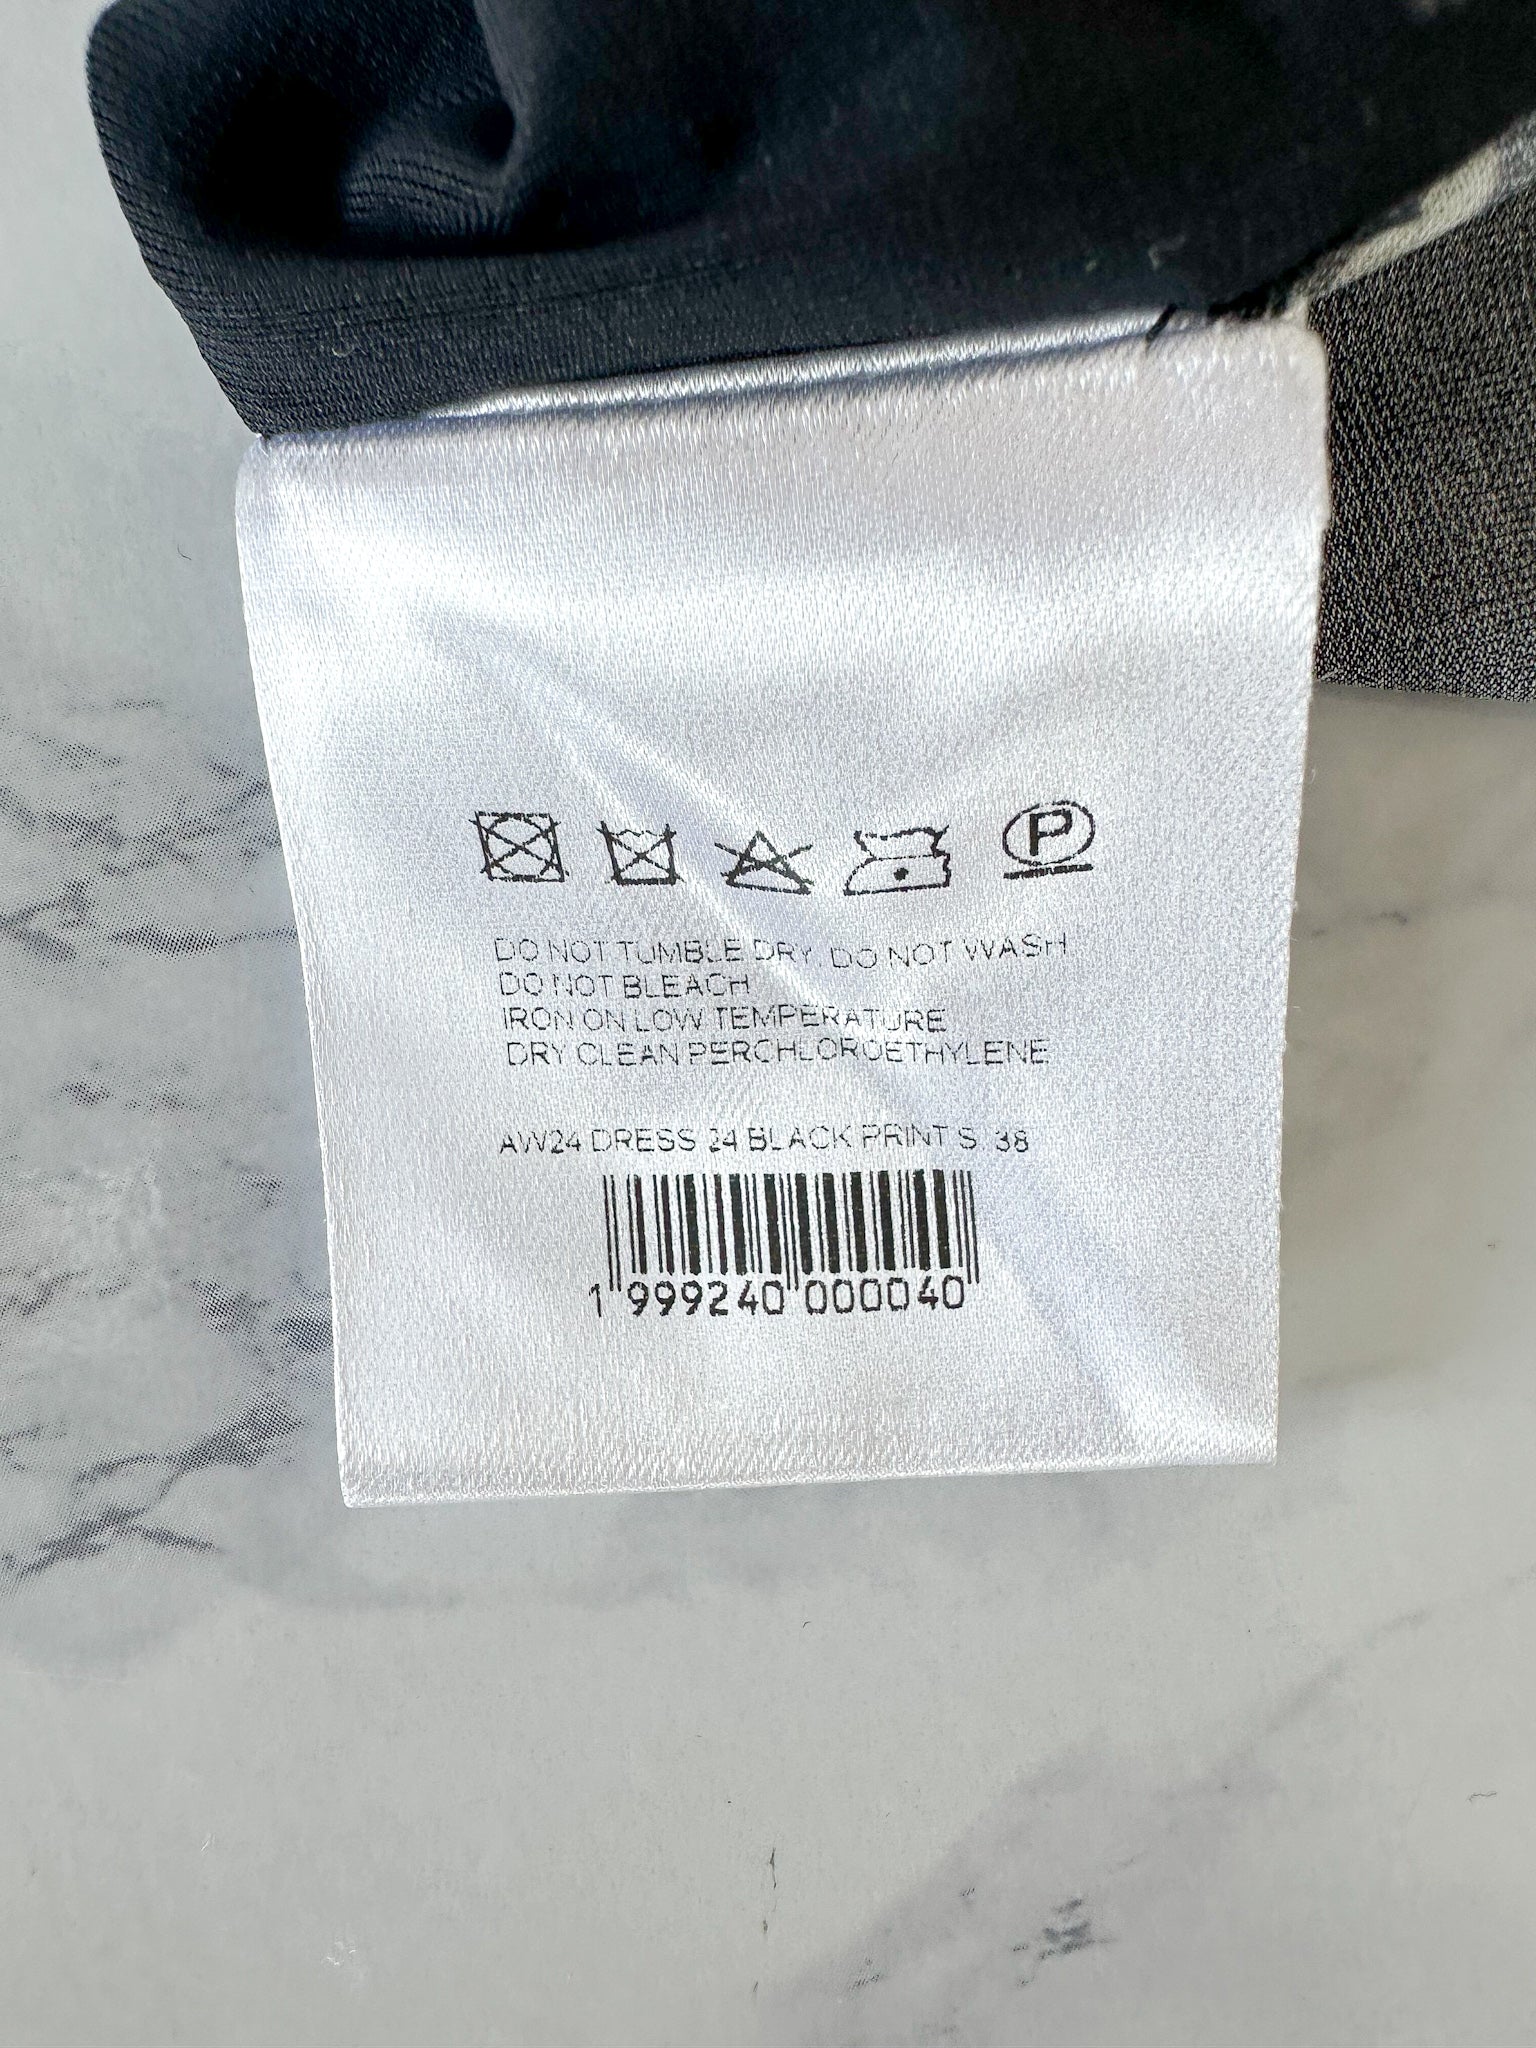 P
DO NOT TUMBLE DRY, DO NOT WASH
DO NOT BLEACH
IRON ON LOW TEMPERATURE
DRY CLEAN PERCHLOROETHYLENE
AW24 DRESS 24 BLACK PRINT S. 38
1 999240 000040